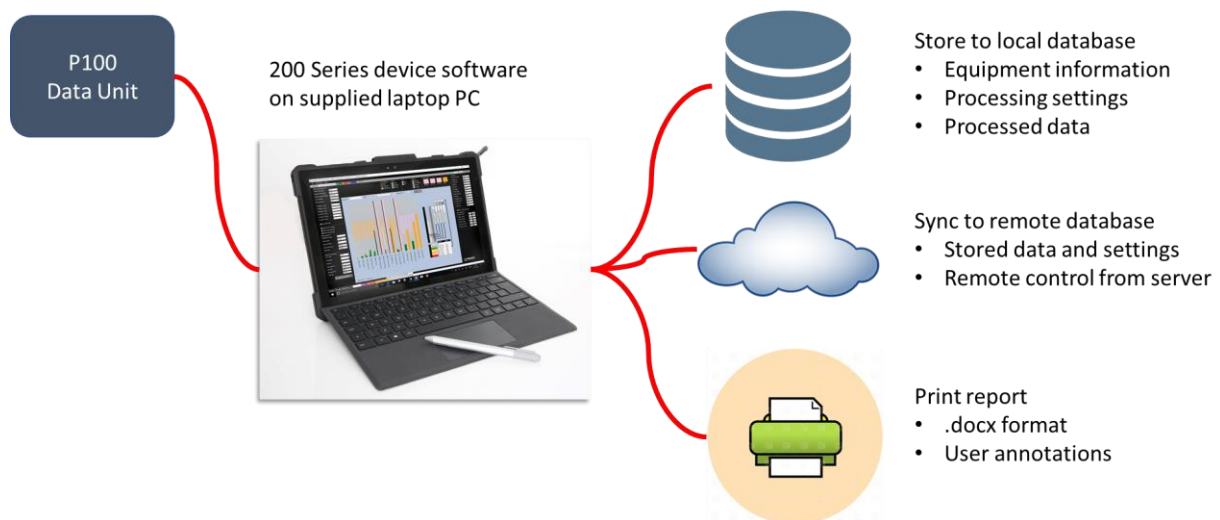 P100
Data Unit
200 Series device software
on supplied laptop PC
Store to local database
• Equipment information
• Processing settings
• Processed data
Sync to remote database
• Stored data and settings
• Remote control from server
Print report
• .docx format
• User annotations